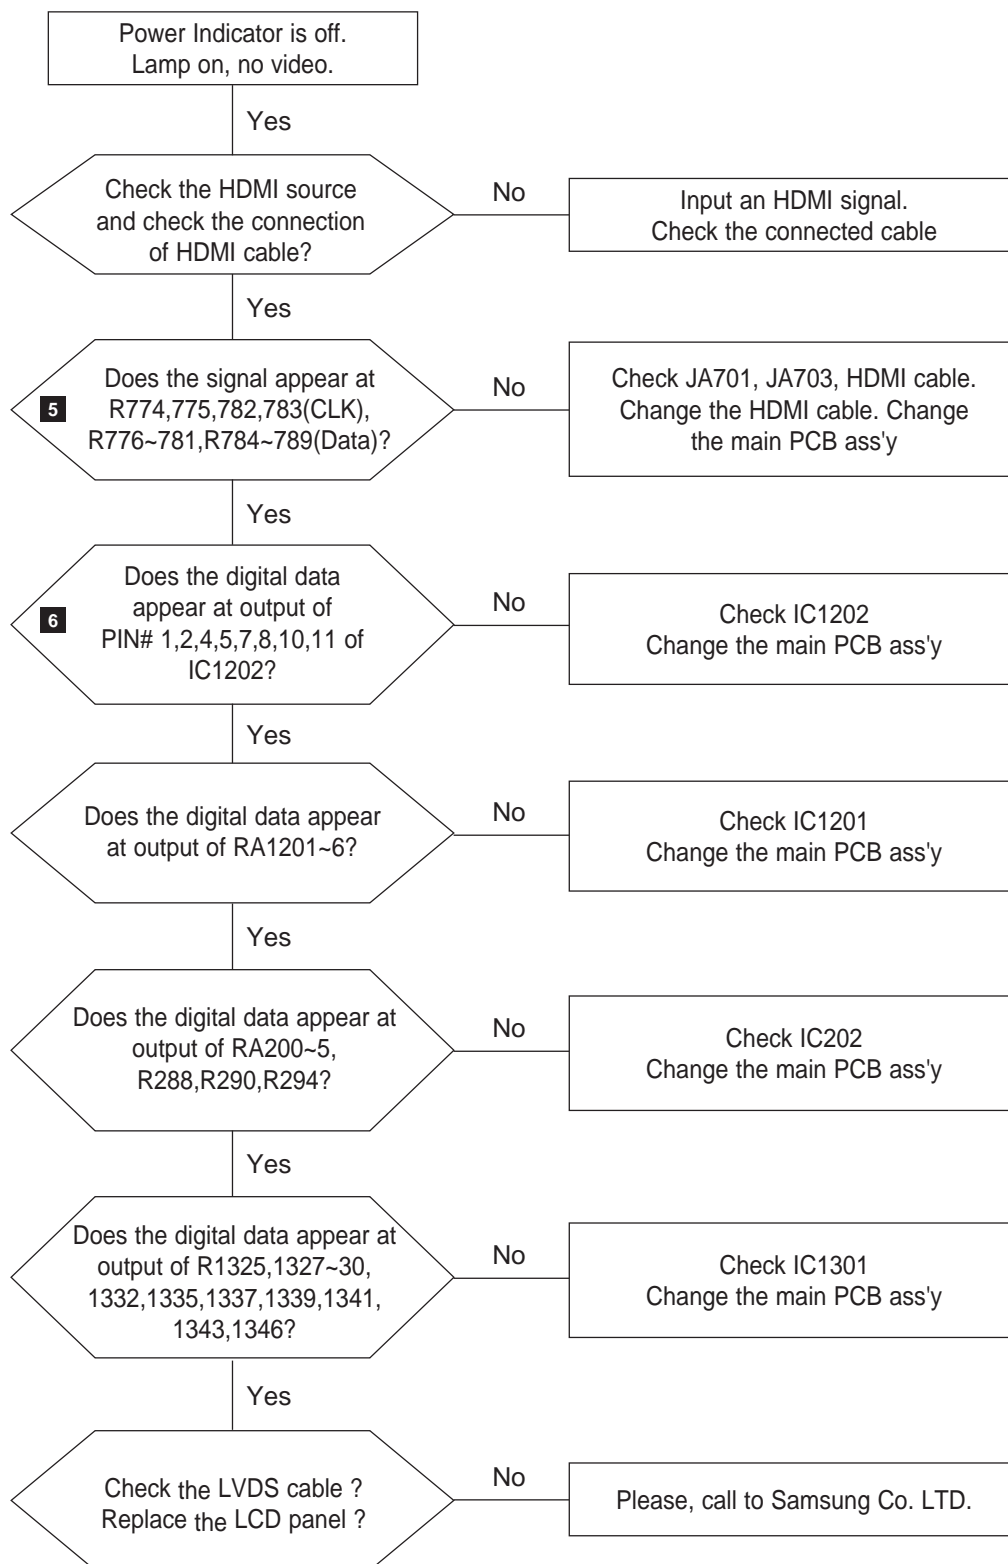 Power Indicator is off.
Lamp on, no video.
Yes
Check the HDMI source
and check the connection
of HDMI cable?
No
Input an HDMI signal.
Check the connected cable
Yes
5
Does the signal appear at
R774,775,782,783(CLK),
R776~781,R784~789(Data)?
No
Check JA701, JA703, HDMI cable.
Change the HDMI cable. Change
the main PCB ass'y
Yes
6
Does the digital data
appear at output of
PIN# 1,2,4,5,7,8,10,11 of
IC1202?
No
Check IC1202
Change the main PCB ass'y
Yes
Does the digital data appear
at output of RA1201~6?
No
Check IC1201
Change the main PCB ass'y
Yes
Does the digital data appear at
output of RA200~5,
R288,R290,R294?
No
Check IC202
Change the main PCB ass'y
Yes
Does the digital data appear at
output of R1325,1327~30,
1332,1335,1337,1339,1341,
1343,1346?
No
Check IC1301
Change the main PCB ass'y
Yes
Check the LVDS cable ?
Replace the LCD panel ?
No
Please, call to Samsung Co. LTD.